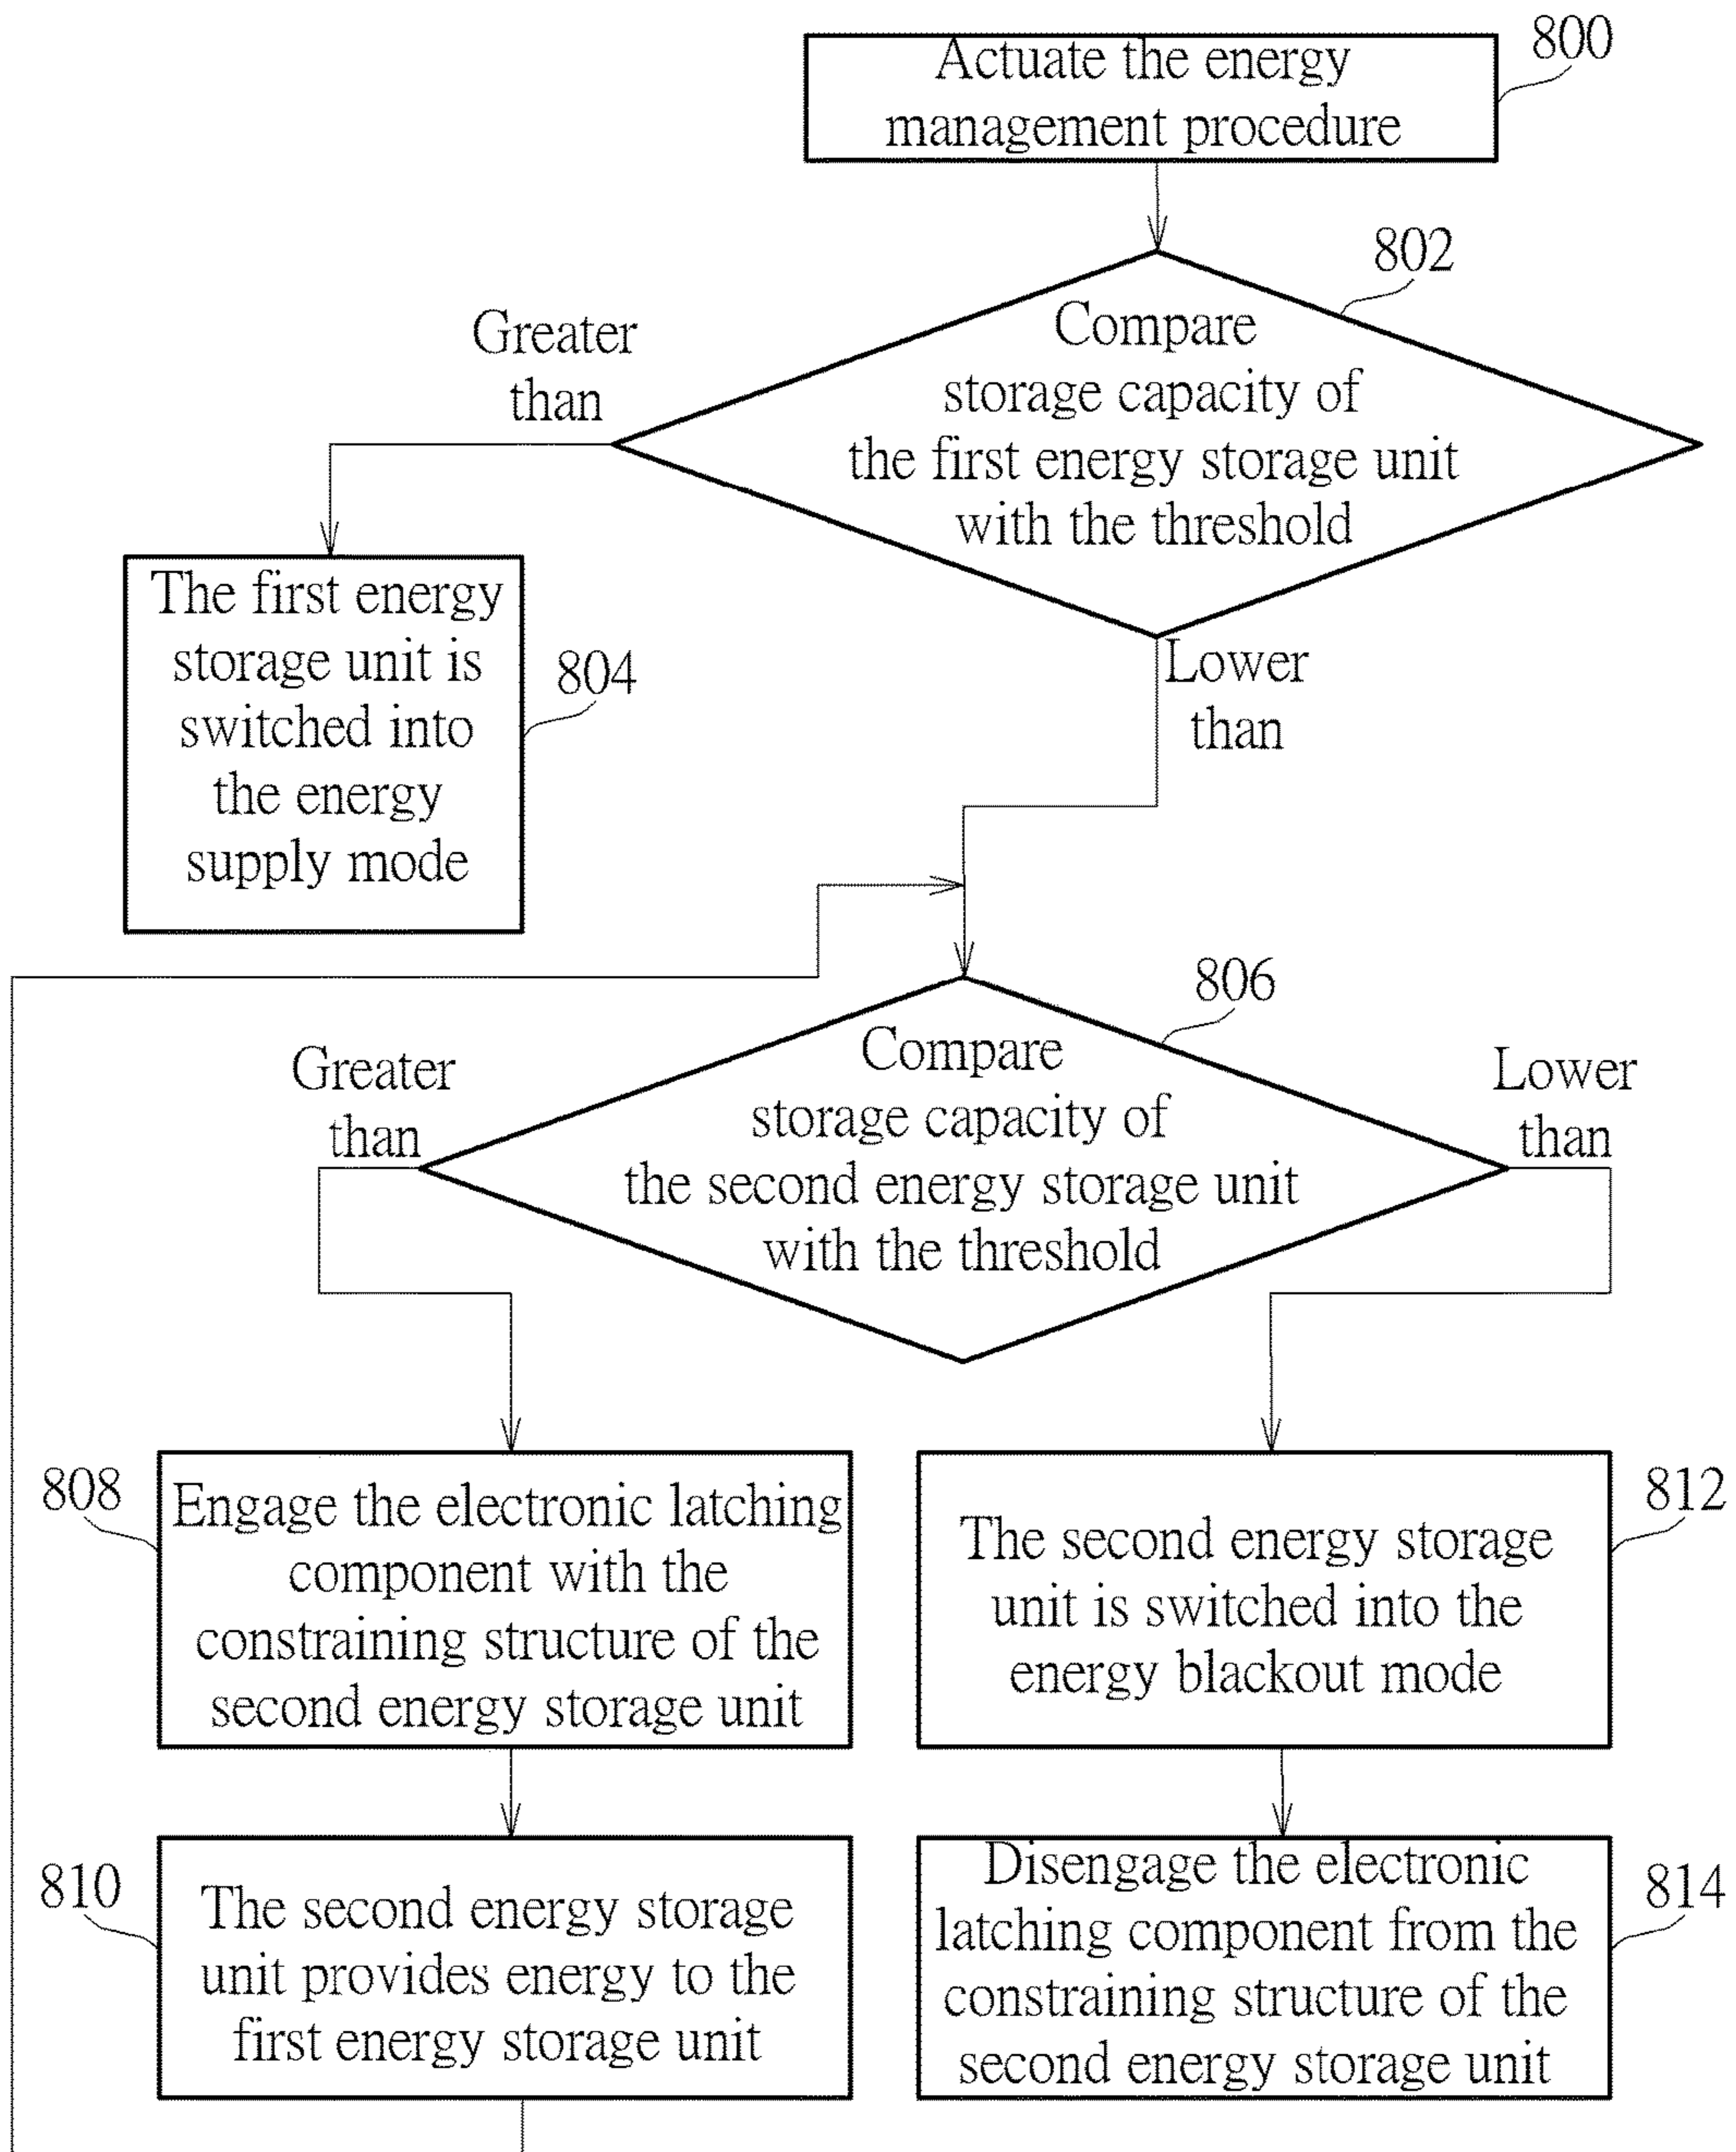 Actuate the energy
management procedure
800
802
Compare
storage capacity of
the first energy storage unit
with the threshold
Greater
than
Lower
than
The first energy
storage unit is
switched into
the energy
supply mode
804
806
Compare
storage capacity of
the second energy storage unit
with the threshold
Greater
than
Lower
than
808
Engage the electronic latching
component with the
constraining structure of the
second energy storage unit
812
The second energy storage
unit is switched into the
energy blackout mode
810
The second energy storage
unit provides energy to the
first energy storage unit
814
Disengage the electronic
latching component from the
constraining structure of the
second energy storage unit